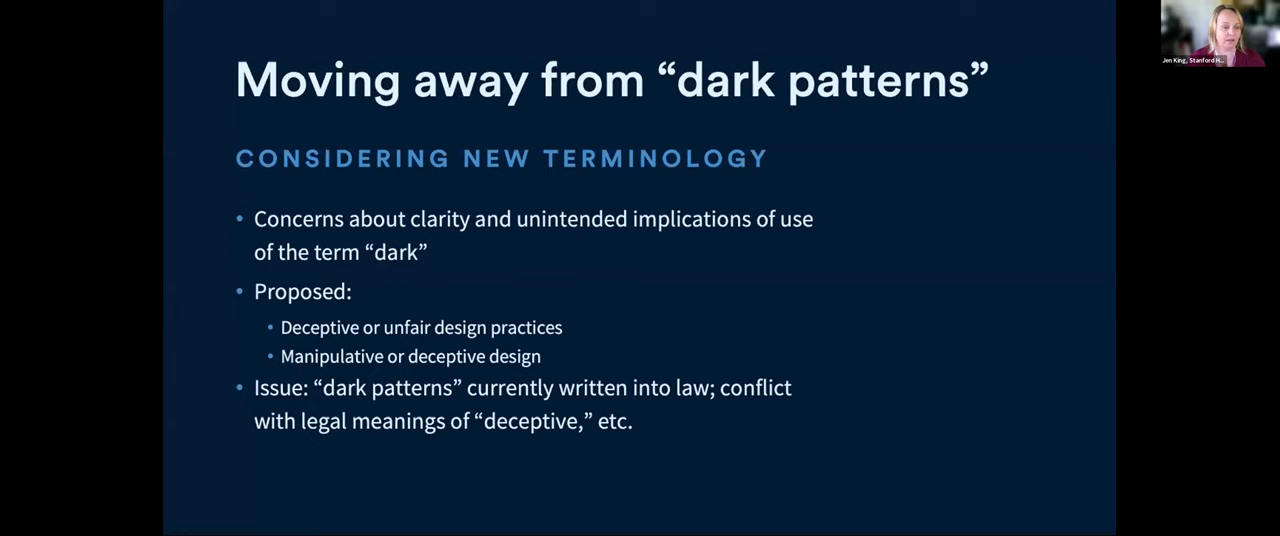 Moving away from “dark patterns”
CONSIDERING NEW TERMINOLOGY
• Concerns about clarity and unintended implications of use
of the term “dark”
• Proposed:
• Deceptive or unfair design practices
• Manipulative or deceptive design
• Issue: “dark patterns” currently written into law; conflict
with legal meanings of “deceptive,” etc.
Jen King, Stanford H...